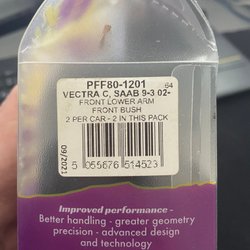 PFF80-1201
64
VECTRA C, SAAB 9-3 02-
FRONT LOWER ARM
FRONT BUSH
2 PER CAR - 2 IN THIS PACK
09/2021
5 055676 514523
Improved performance -
Better handling - greater geometry
precision - advanced design
and technology